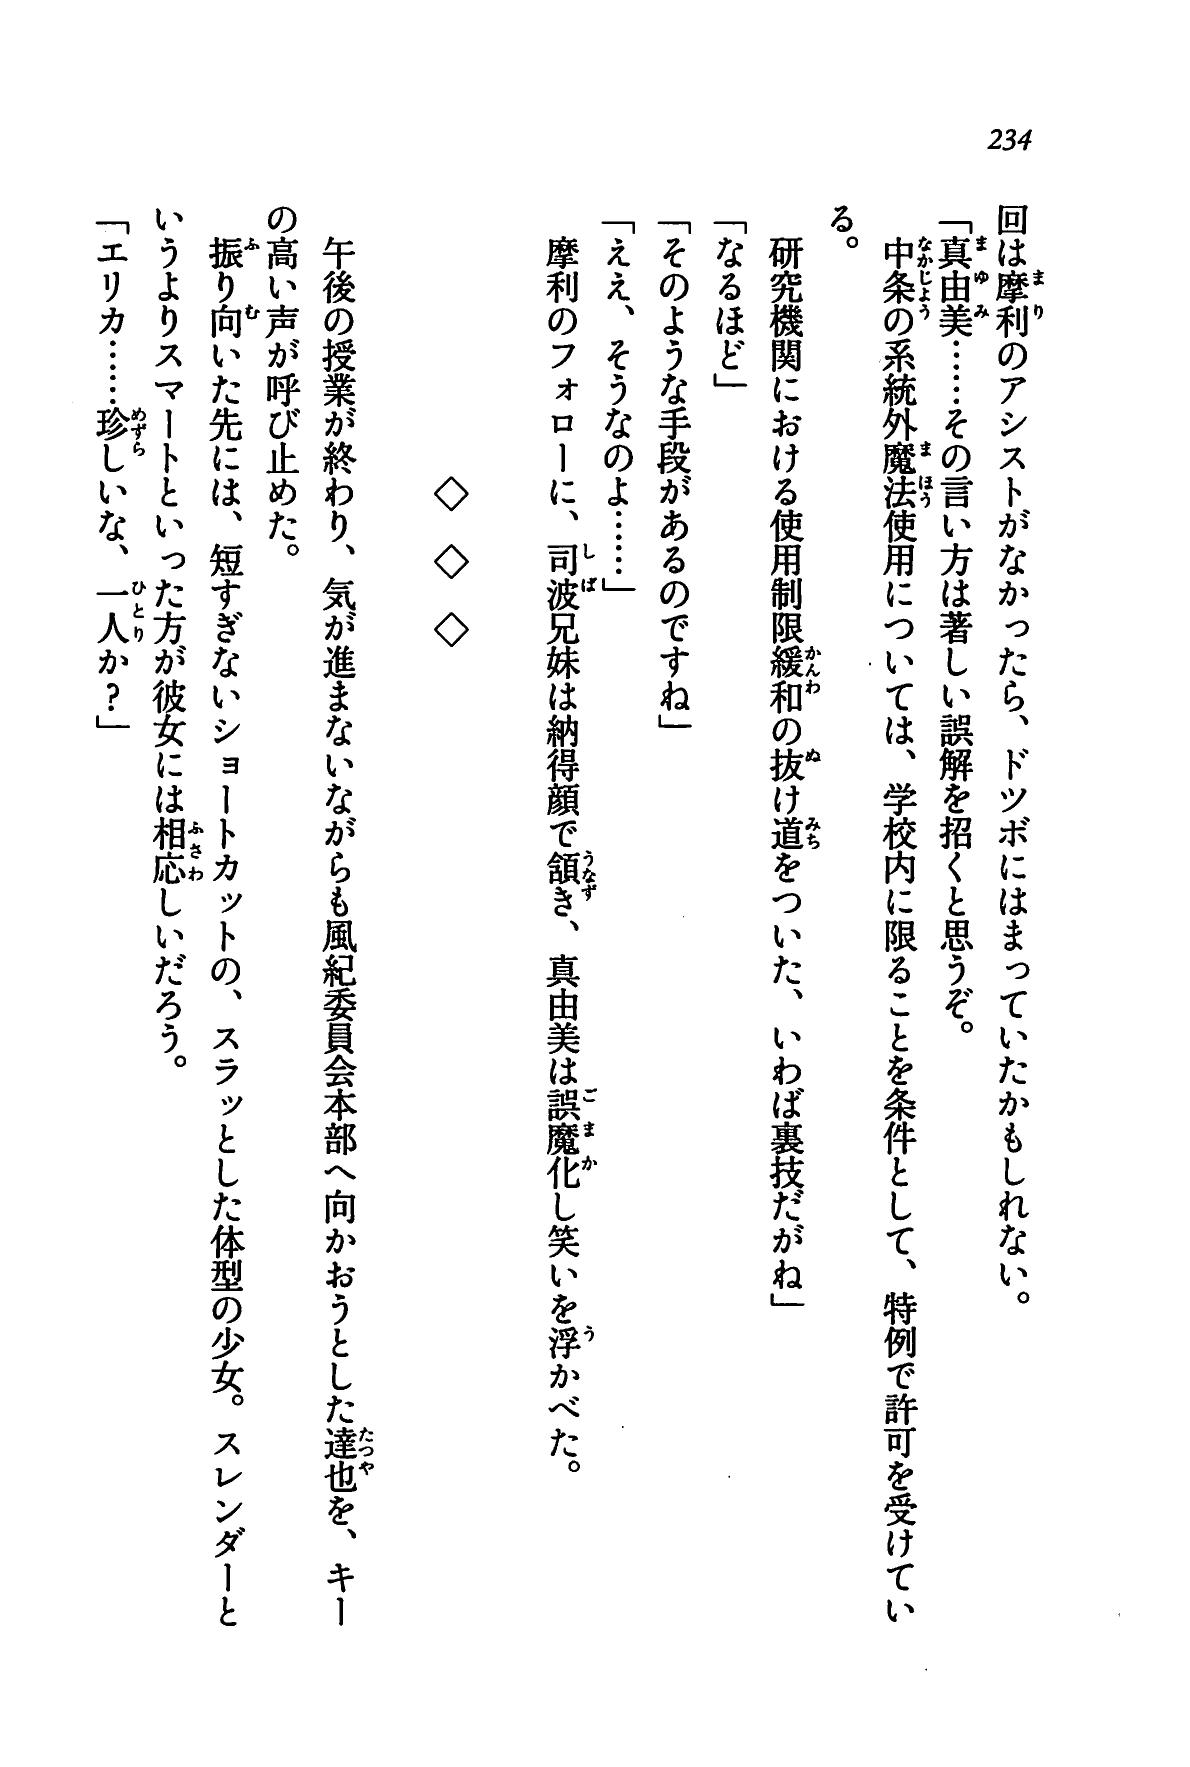 234
回は摩利のアシストがなかったら、ドツボにはまっていたかもしれない。
「真由美……その言い方は著しい誤解を招くと思うぞ。
中条の系統外魔法使用については、学校内に限ることを条件として、特例で許可を受けてい
る。
研究機関における使用制限緩和の抜け道をついた、いわば裏技だがね」
「なるほど」
「そのような手段があるのですね」
「ええ、そうなのよ……」
摩利のフォローに、司波兄妹は納得顔で頷き、真由美は誤魔化し笑いを浮かべた。
◇ ◇ ◇
午後の授業が終わり、気が進まないながらも風紀委員会本部へ向かおうとした達也を、キー
の高い声が呼び止めた。
振り向いた先には、短すぎないショートカットの、スラッとした体型の少女。スレンダーと
いうよりスマートといった方が彼女には相応しいだろう。
「エリカ……珍しいな、一人か？」